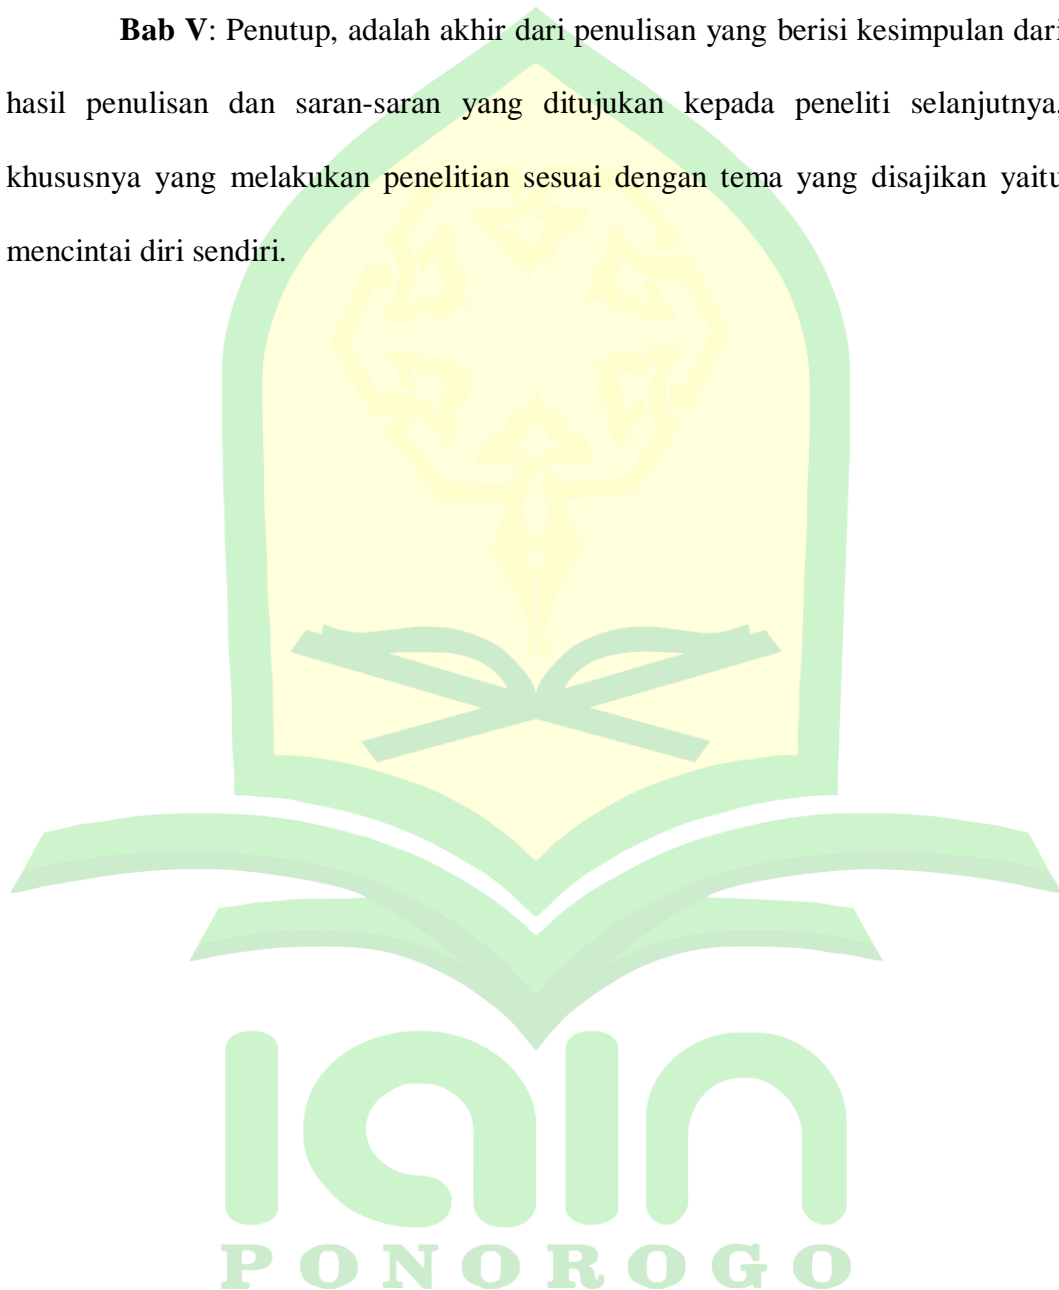 Bab V: Penutup, adalah akhir dari penulisan yang berisi kesimpulan dari
hasil penulisan dan saran-saran yang ditujukan kepada peneliti selanjutnya,
khususnya yang melakukan penelitian sesuai dengan tema yang disajikan yaitu
mencintai diri sendiri.
IAIN
PONOROGO